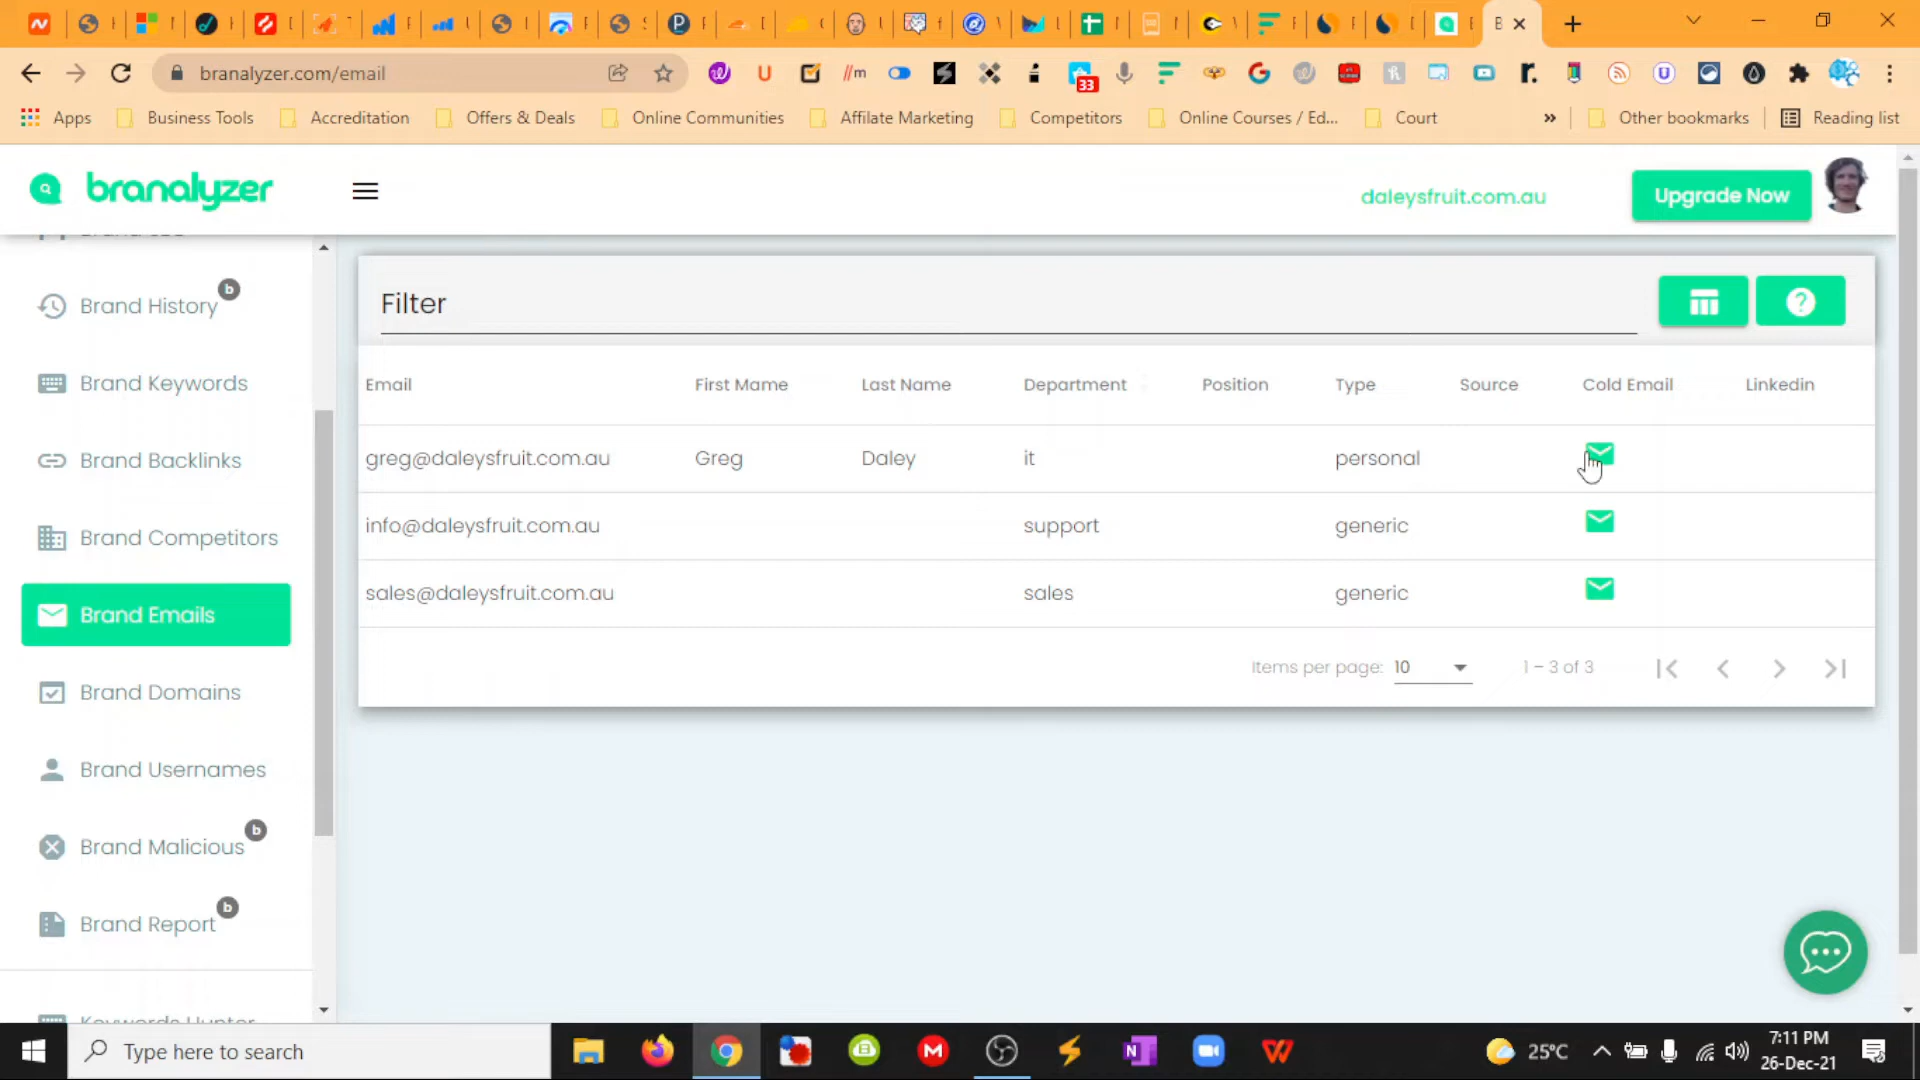 branalyzer.com/email
33
Apps
Business Tools
Accreditation
Offers & Deals
Online Communities
Affilate Marketing
Competitors
Online Courses / Ed...
Court
»
Other bookmarks
Reading list
branalyzer
daleysfruit.com.au
Upgrade Now
Brand History
b
Brand Keywords
Brand Backlinks
Brand Competitors
Brand Emails
Brand Domains
Brand Usernames
Brand Malicious
b
Brand Report
b
Keywords Hunter
Filter
Email First Mame Last Name Department Position Type Source Cold Email Linkedin
greg@daleysfruit.com.au Greg Daley it personal
info@daleysfruit.com.au support generic
sales@daleysfruit.com.au sales generic
Items per page: 10 1 – 3 of 3
Type here to search
25°C
7:11 PM
26-Dec-21